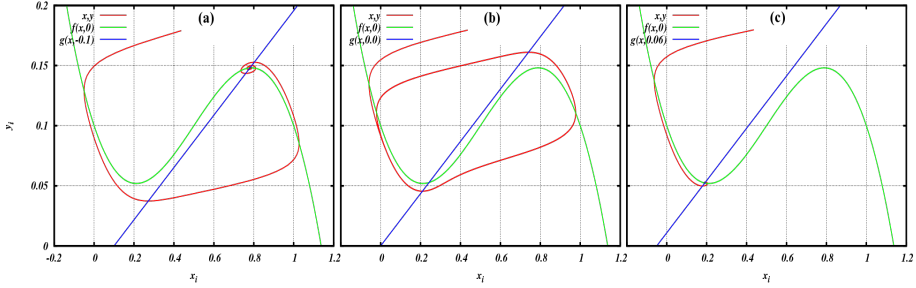 (a)
x,y
f(x,0)
g(x,-0.1)
0.2
0.15
0.1
0.05
0
y_i
-0.2 0 0.2 0.4 0.6 0.8 1 1.2
x_i
(b)
x,y
f(x,0)
g(x,0.0)
0 0.2 0.4 0.6 0.8 1 1.2
x_i
(c)
x,y
f(x,0)
g(x,0.06)
0 0.2 0.4 0.6 0.8 1 1.2
x_i